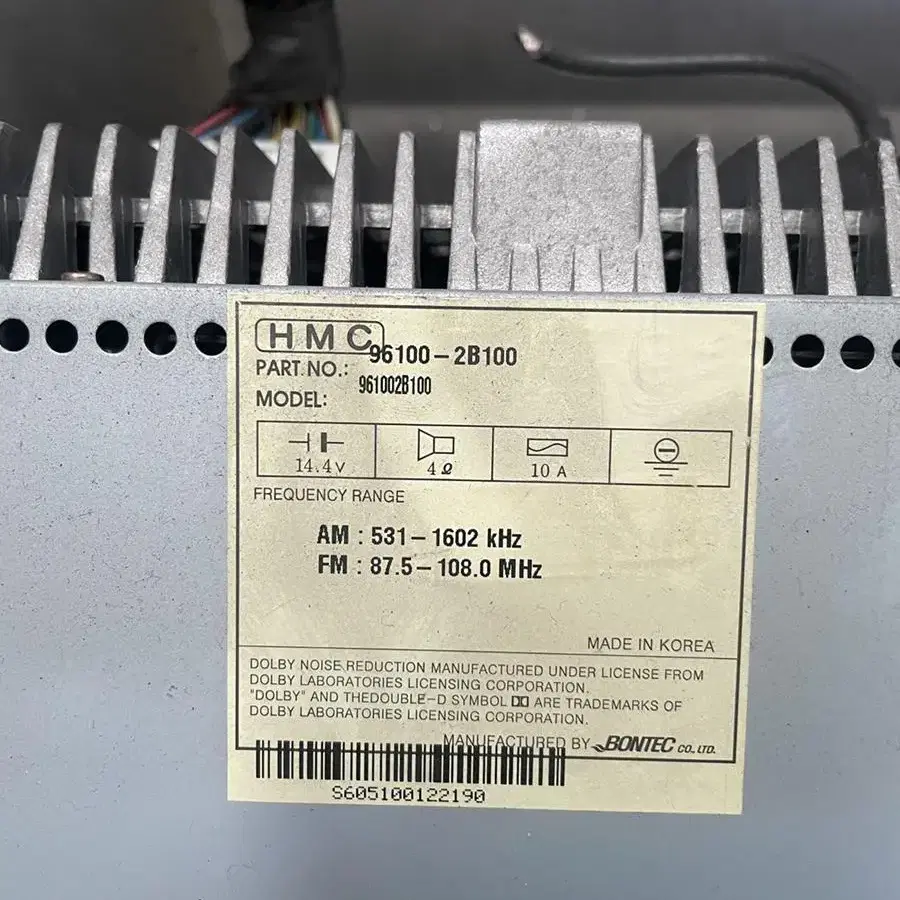 HMC
PART NO.: 96100-2B100
MODEL: 961002B100
14.4V 4Ω 10A
FREQUENCY RANGE
AM : 531-1602 kHz
FM : 87.5-108.0 MHz
MADE IN KOREA
DOLBY NOISE REDUCTION MANUFACTURED UNDER LICENSE FROM
DOLBY LABORATORIES LICENSING CORPORATION.
"DOLBY" AND THEDOUBLE-D SYMBOL ARE TRADEMARKS OF
DOLBY LABORATORIES LICENSING CORPORATION.
MANUFACTURED BY BONTEC CO., LTD.
S605100122190